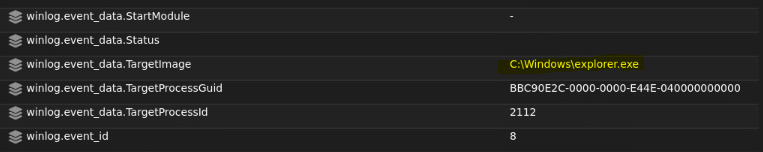 winlog.event_data.StartModule -
winlog.event_data.Status
winlog.event_data.TargetImage C:\Windows\explorer.exe
winlog.event_data.TargetProcessGuid BBC90E2C-0000-0000-E44E-040000000000
winlog.event_data.TargetProcessId 2112
winlog.event_id 8